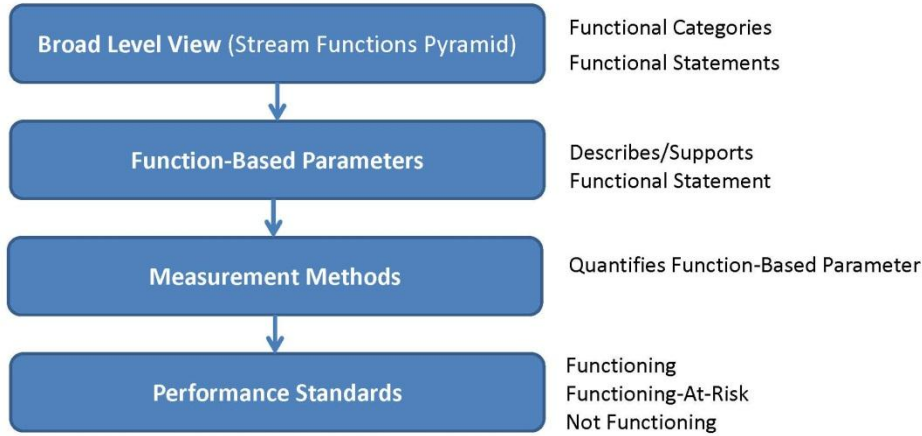 Broad Level View (Stream Functions Pyramid)
Functional Categories
Functional Statements
Function-Based Parameters
Describes/Supports
Functional Statement
Measurement Methods
Quantifies Function-Based Parameter
Performance Standards
Functioning
Functioning-At-Risk
Not Functioning